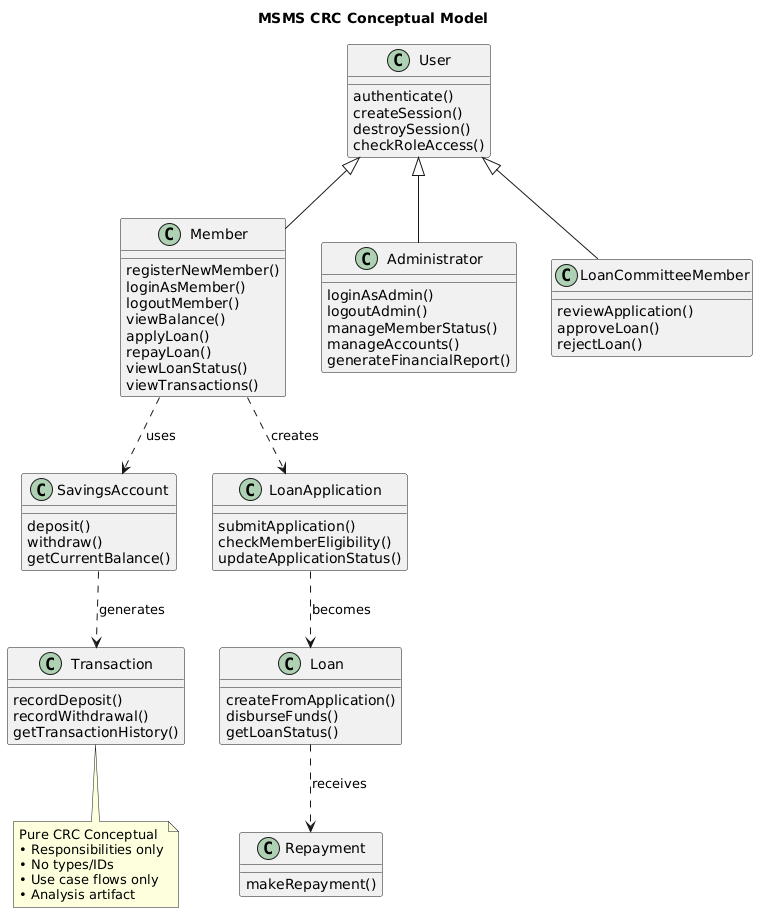 MSMS CRC Conceptual Model
C User
authenticate()
createSession()
destroySession()
checkRoleAccess()
C Member
registerNewMember()
loginAsMember()
logoutMember()
viewBalance()
applyLoan()
repayLoan()
viewLoanStatus()
viewTransactions()
C Administrator
loginAsAdmin()
logoutAdmin()
manageMemberStatus()
manageAccounts()
generateFinancialReport()
C LoanCommitteeMember
reviewApplication()
approveLoan()
rejectLoan()
uses
creates
C SavingsAccount
deposit()
withdraw()
getCurrentBalance()
C LoanApplication
submitApplication()
checkMemberEligibility()
updateApplicationStatus()
generates
becomes
C Transaction
recordDeposit()
recordWithdrawal()
getTransactionHistory()
C Loan
createFromApplication()
disburseFunds()
getLoanStatus()
receives
Pure CRC Conceptual
• Responsibilities only
• No types/IDs
• Use case flows only
• Analysis artifact
C Repayment
makeRepayment()